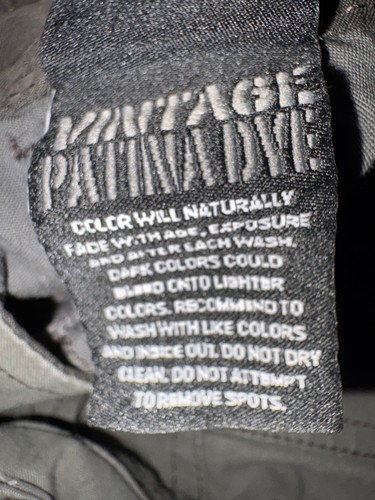 VINTAGE
PATINA DYE
COLOR WILL NATURALLY
FADE WITH AGE, EXPOSURE
AND AFTER EACH WASH.
DARK COLORS COULD
BLEED ONTO LIGHTER
COLORS. RECOMMEND TO
WASH WITH LIKE COLORS
AND INSIDE OUT. DO NOT DRY
CLEAN. DO NOT ATTEMPT
TO REMOVE SPOTS.